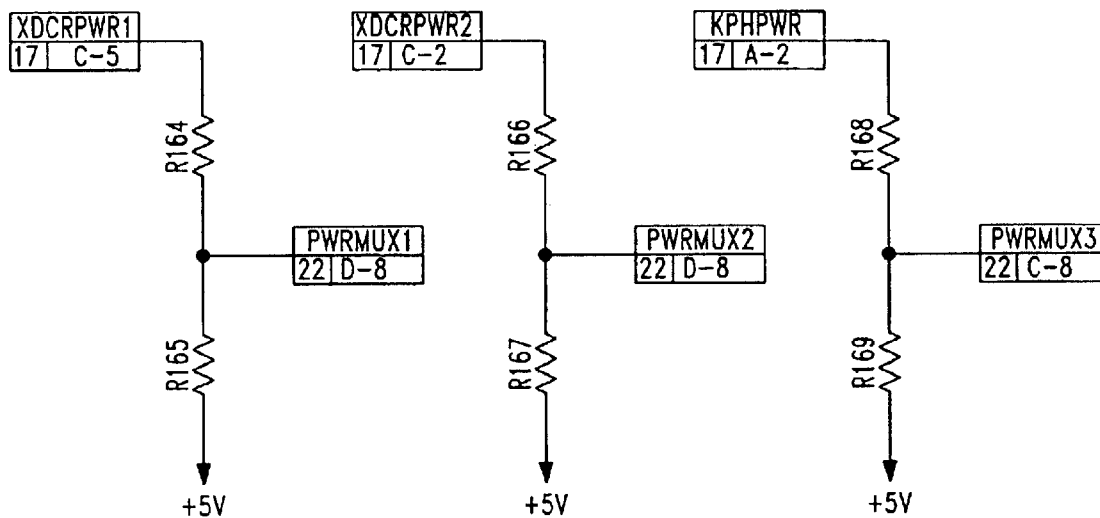 XDCRPWR1
17 C-5
XDCRPWR2
17 C-2
KPHPWR
17 A-2
R164
R166
R168
PWRMUX1
22 D-8
PWRMUX2
22 D-8
PWRMUX3
22 C-8
R165
R167
R169
+5V
+5V
+5V